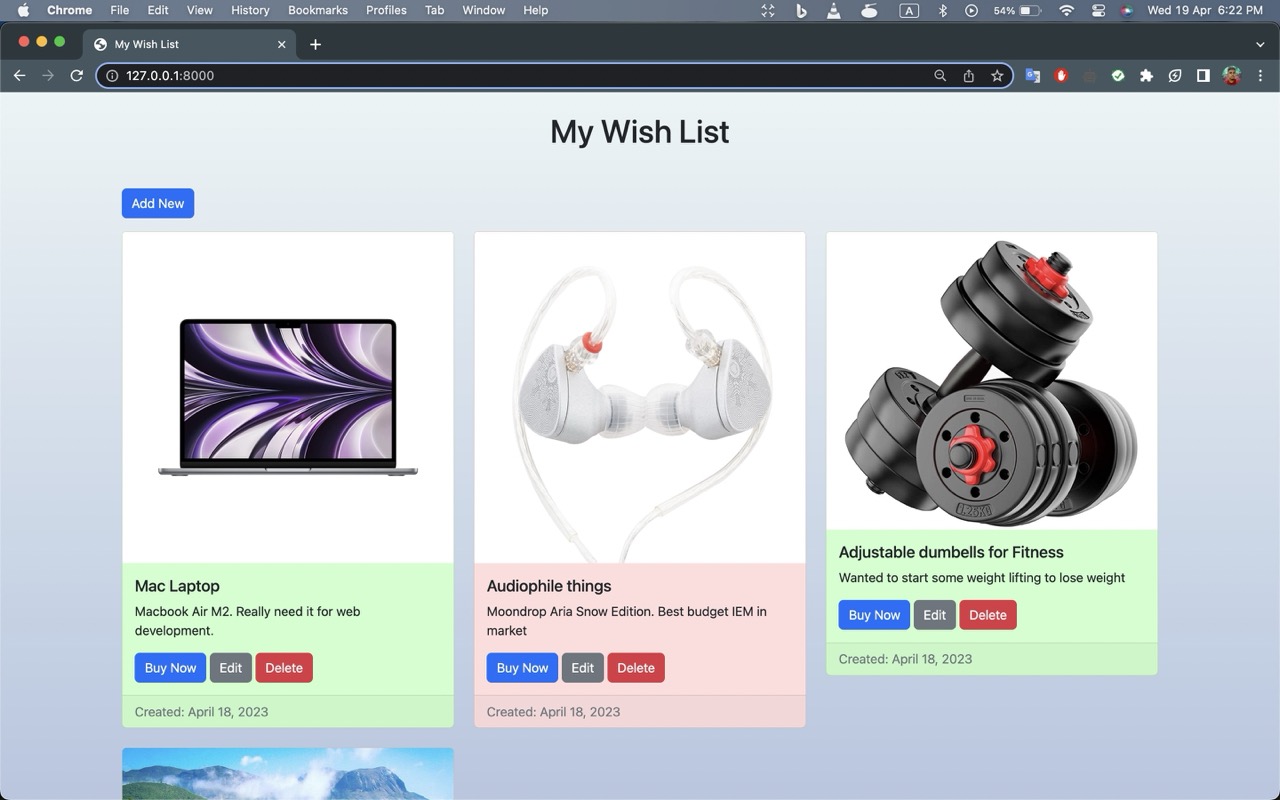 Chrome File Edit View History Bookmarks Profiles Tab Window Help A 54% Wed 19 Apr 6:22 PM
My Wish List
127.0.0.1:8000
My Wish List
Add New
1.25KG
Mac Laptop
Macbook Air M2. Really need it for web
development.
Buy Now Edit Delete
Created: April 18, 2023
Audiophile things
Moondrop Aria Snow Edition. Best budget IEM in
market
Buy Now Edit Delete
Created: April 18, 2023
Adjustable dumbells for Fitness
Wanted to start some weight lifting to lose weight
Buy Now Edit Delete
Created: April 18, 2023